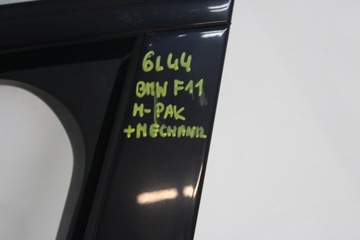 6L44
BMW F11
M-PAK
+MECHANIZ